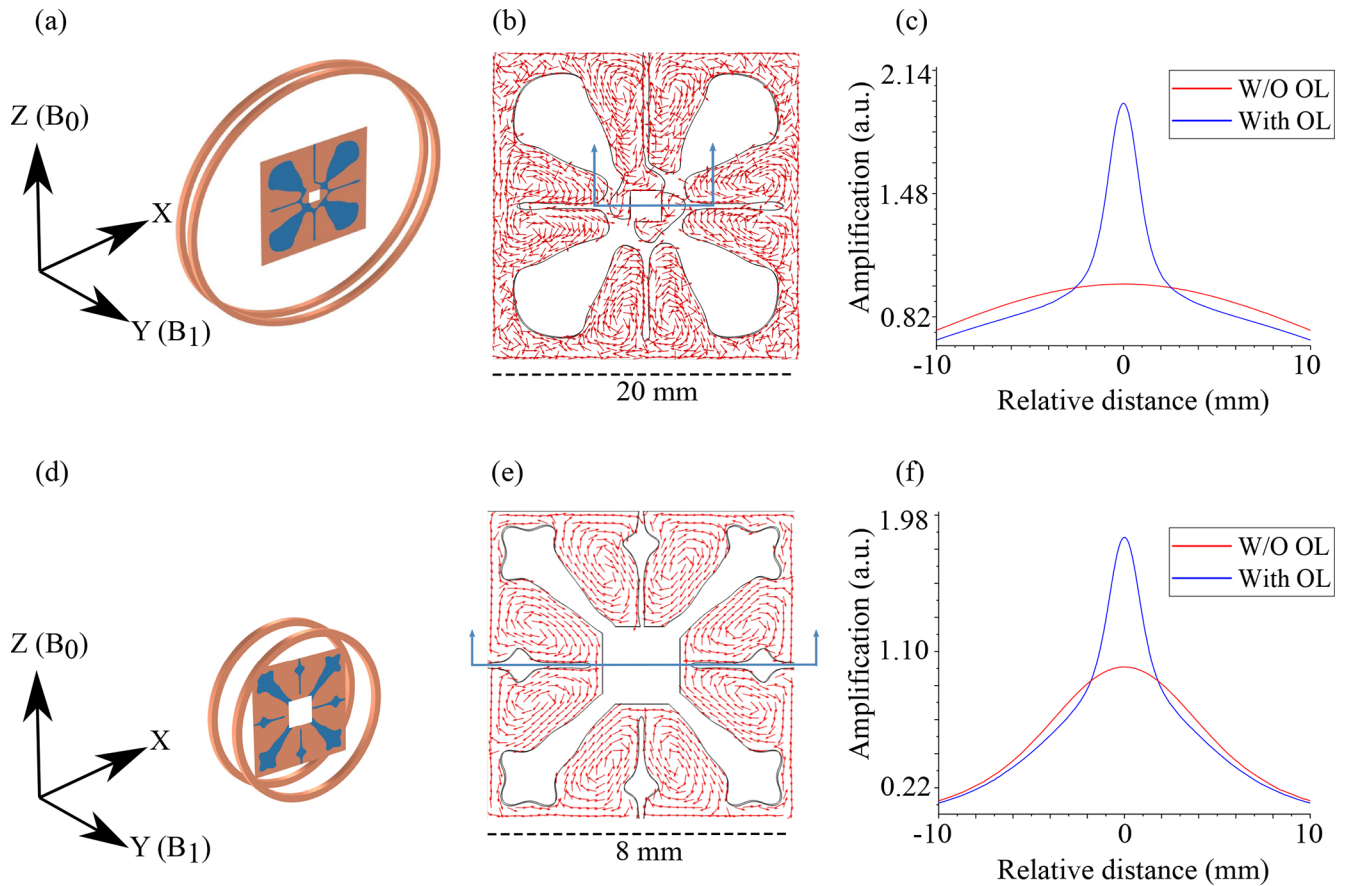 (a)
Z (B0)
X
Y (B1)
(b)
20 mm
(c)
2.14
1.48
0.82
Amplification (a.u.)
W/O OL
With OL
-10
0
10
Relative distance (mm)
(d)
Z (B0)
X
Y (B1)
(e)
8 mm
(f)
1.98
1.10
0.22
Amplification (a.u.)
W/O OL
With OL
-10
0
10
Relative distance (mm)